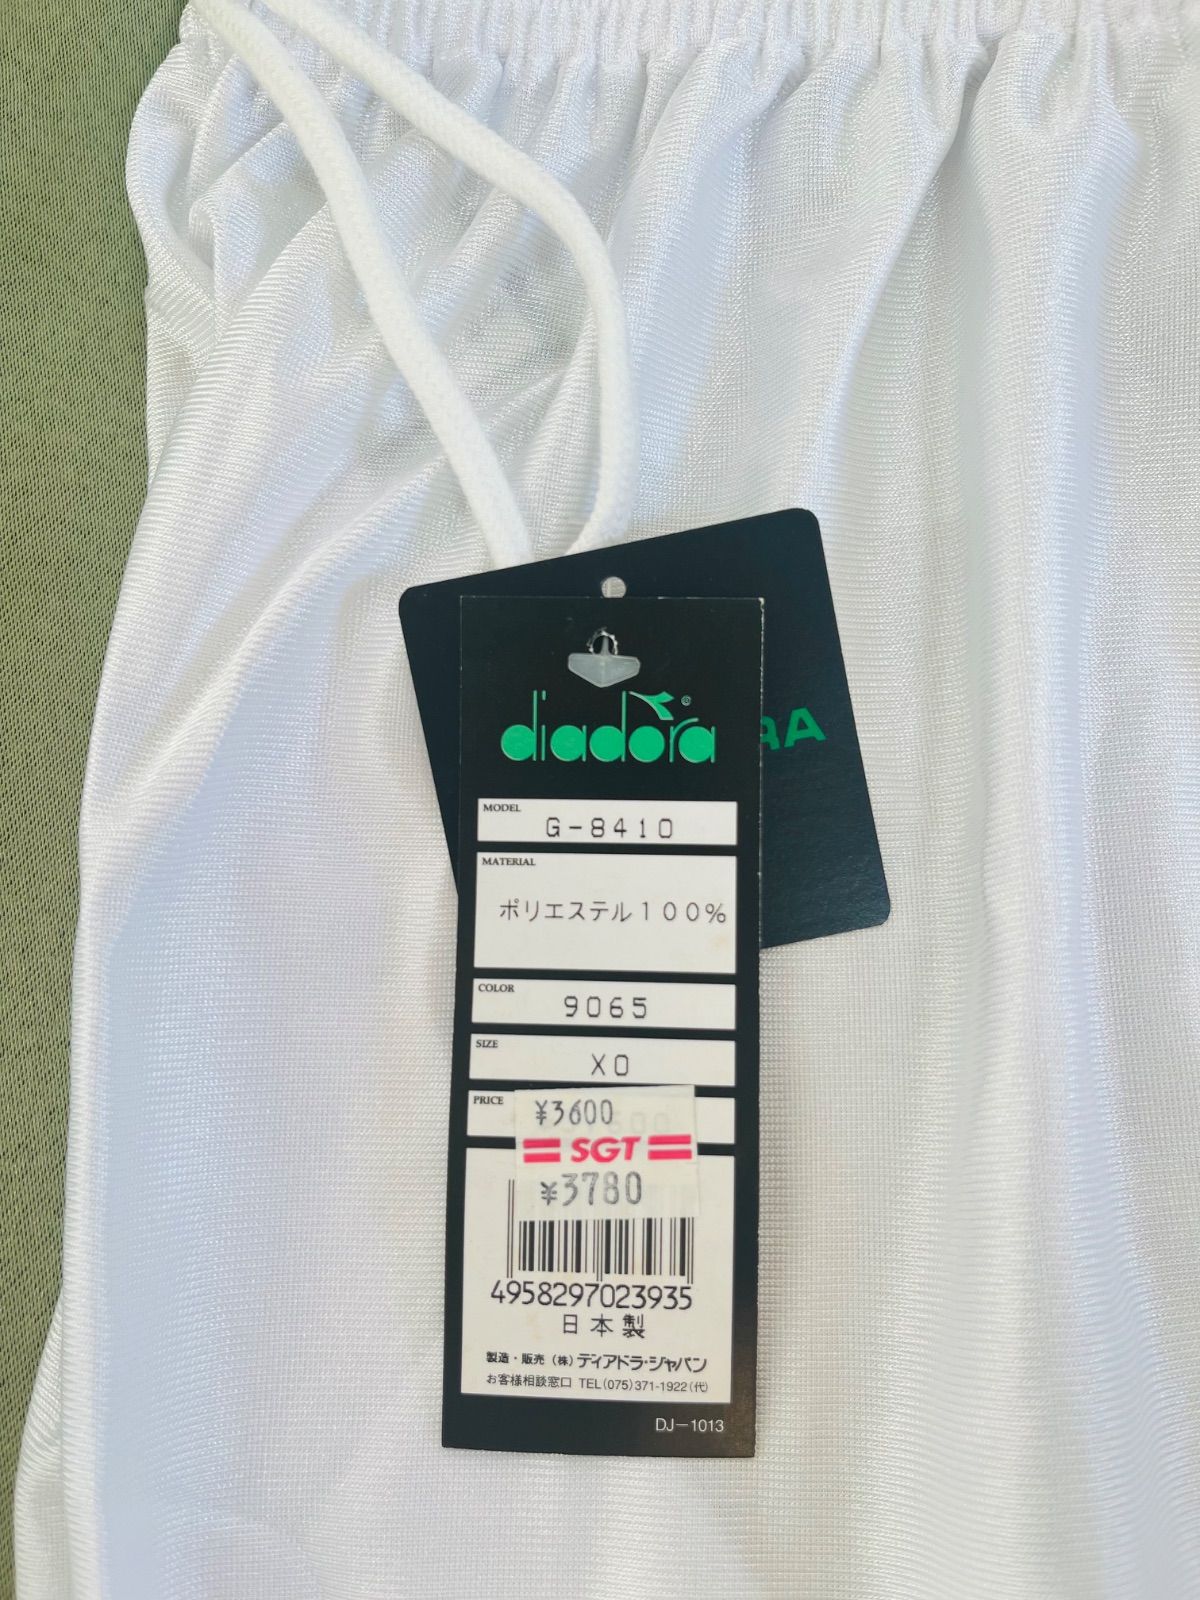 diadora®
RA
MODEL
G-8410
MATERIAL
ポリエステル100%
COLOR
9065
SIZE
XO
PRICE
¥3600
SGT
¥3780
4958297023935
日本製
製造・販売(株)ディアドラ・ジャパン
お客様相談窓口 TEL(075)371-1922(代)
DJ-1013